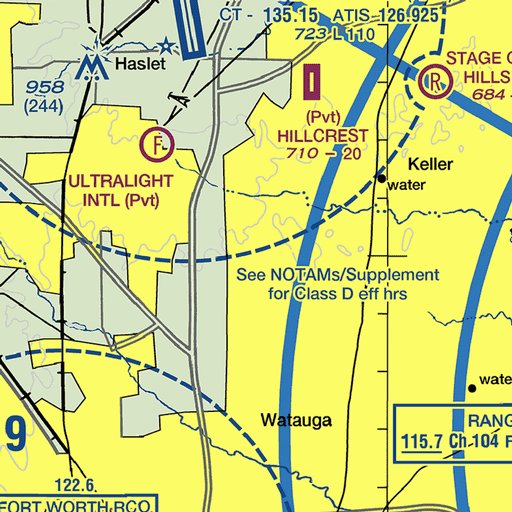 CT - 135.15 ATIS 126.925
723 L 110
Haslet
958
(244)
STAGE
HILLS
R
684
(Pvt)
HILLCREST
710 - 20
F
ULTRALIGHT
INTL (Pvt)
Keller
water
See NOTAMs/Supplement
for Class D eff hrs
Watauga
115.7 Ch 104
9
122.6
FORT WORTH RCO